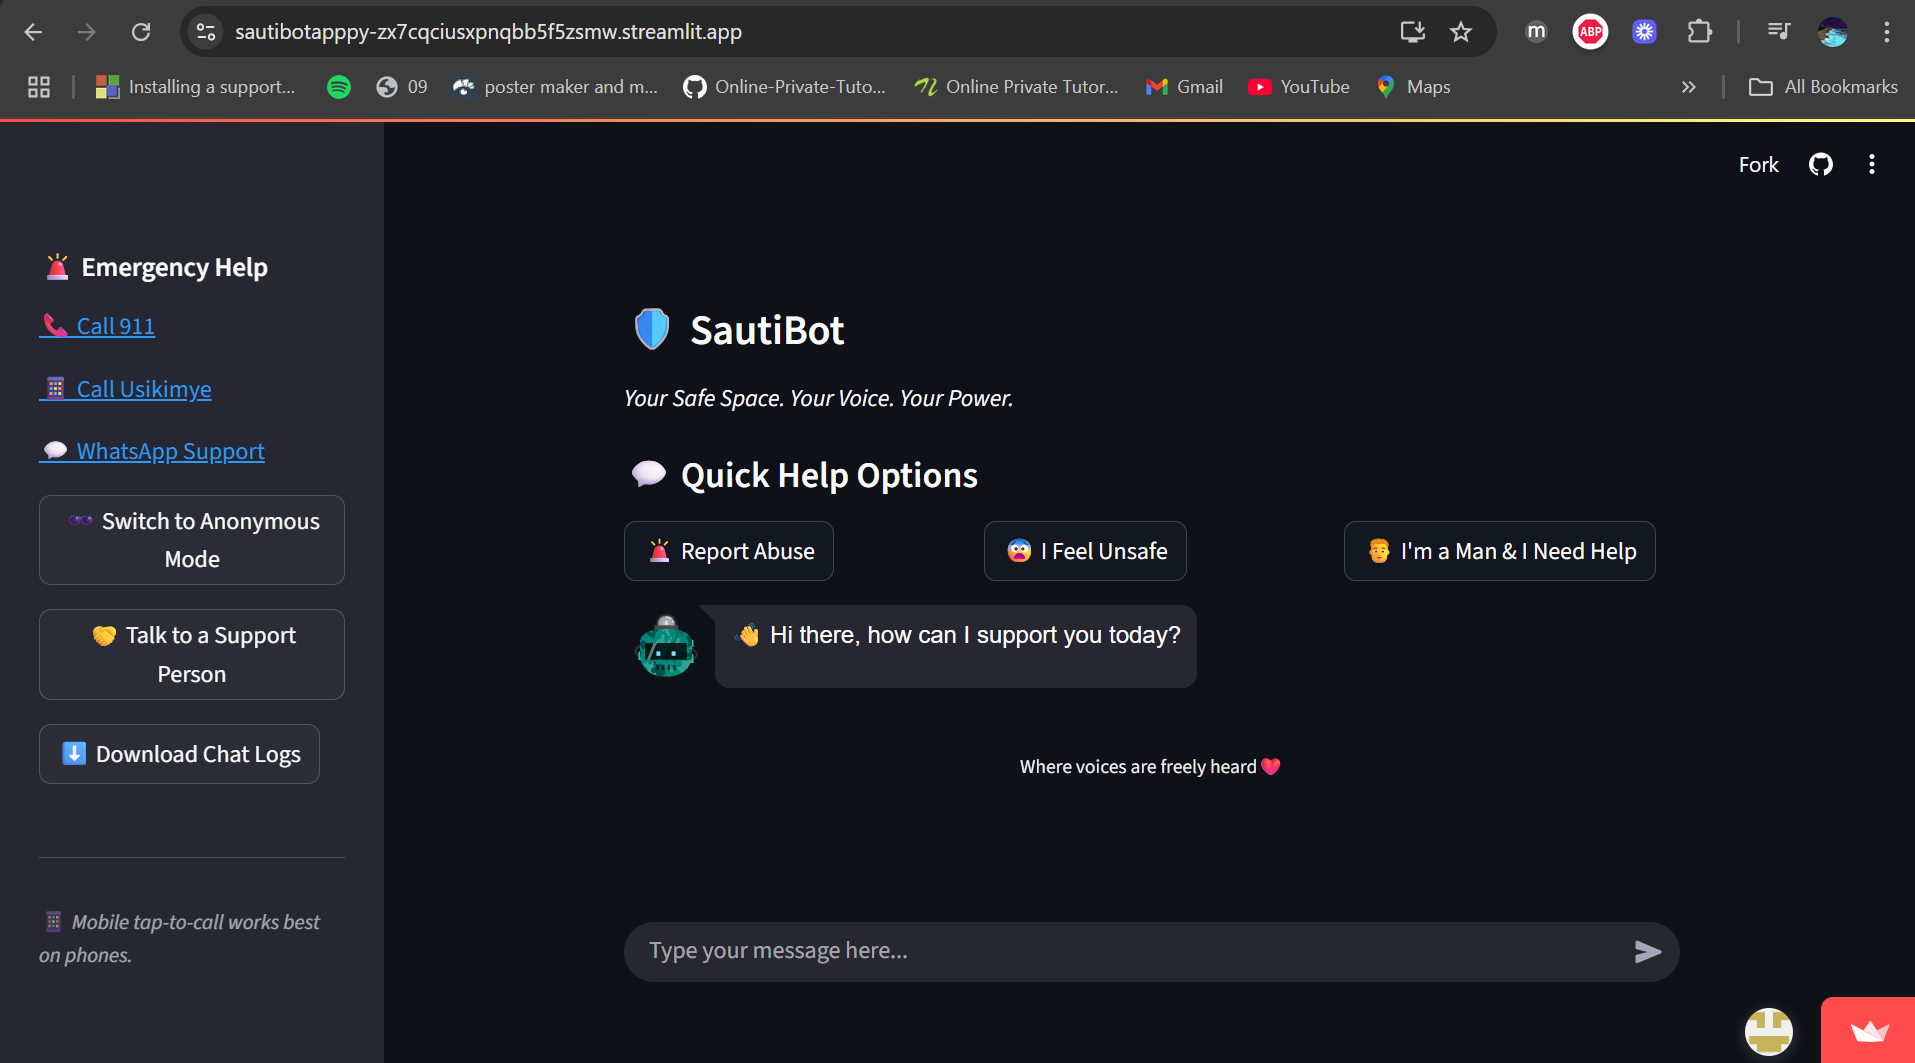 sautibotapppy-zx7cqciusxpnqbb5f5zsmw.streamlit.app
m
ABP
Installing a support...
09
poster maker and m...
Online-Private-Tuto...
Online Private Tutor...
Gmail
YouTube
Maps
All Bookmarks
Fork
Emergency Help
Call 911
Call Usikimye
WhatsApp Support
Switch to Anonymous
Mode
Talk to a Support
Person
Download Chat Logs
Mobile tap-to-call works best
on phones.
SautiBot
Your Safe Space. Your Voice. Your Power.
Quick Help Options
Report Abuse
I Feel Unsafe
I'm a Man & I Need Help
Hi there, how can I support you today?
Where voices are freely heard
Type your message here...